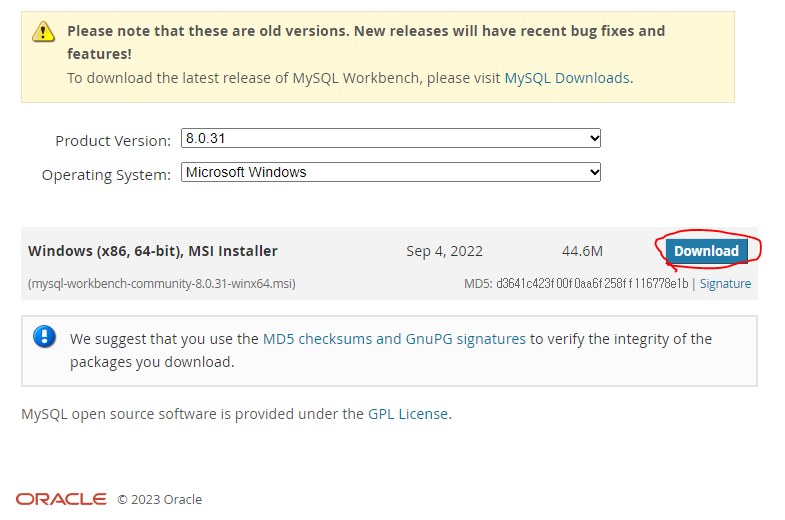 Please note that these are old versions. New releases will have recent bug fixes and
features!
To download the latest release of MySQL Workbench, please visit MySQL Downloads.
Product Version: 8.0.31
Operating System: Microsoft Windows
Windows (x86, 64-bit), MSI Installer Sep 4, 2022 44.6M Download
(mysql-workbench-community-8.0.31-winx64.msi) MD5: d3641c423f00f0aa6f258ff116778e1b | Signature
We suggest that you use the MD5 checksums and GnuPG signatures to verify the integrity of the
packages you download.
MySQL open source software is provided under the GPL License.
ORACLE © 2023 Oracle